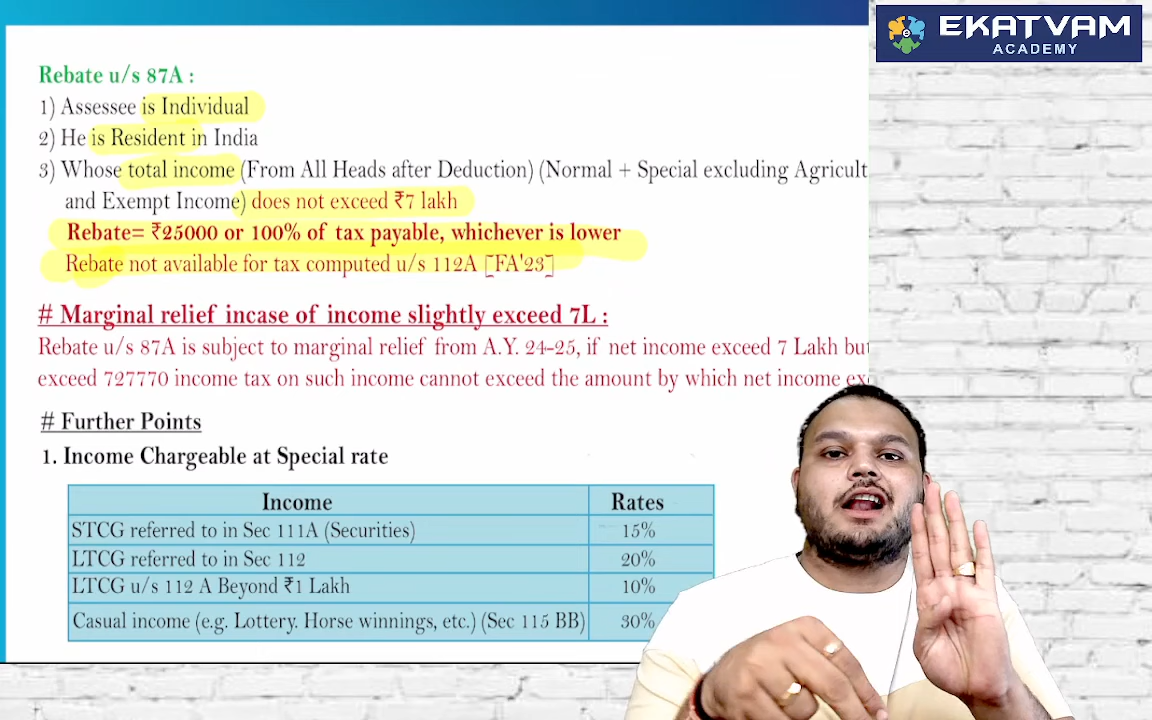 EKATVAM
ACADEMY
Rebate u/s 87A :
1) Assessee is Individual
2) He is Resident in India
3) Whose total income (From All Heads after Deduction) (Normal + Special excluding Agricult
and Exempt Income) does not exceed ₹7 lakh
Rebate= ₹25000 or 100% of tax payable, whichever is lower
Rebate not available for tax computed u/s 112A [FA'23]
# Marginal relief incase of income slightly exceed 7L :
Rebate u/s 87A is subject to marginal relief from A.Y. 24-25, if net income exceed 7 Lakh but
exceed 727770 income tax on such income cannot exceed the amount by which net income ex
# Further Points
1. Income Chargeable at Special rate
Income Rates
STCG referred to in Sec 111A (Securities) 15%
LTCG referred to in Sec 112 20%
LTCG u/s 112 A Beyond ₹1 Lakh 10%
Casual income (e.g. Lottery. Horse winnings, etc.) (Sec 115 BB) 30%